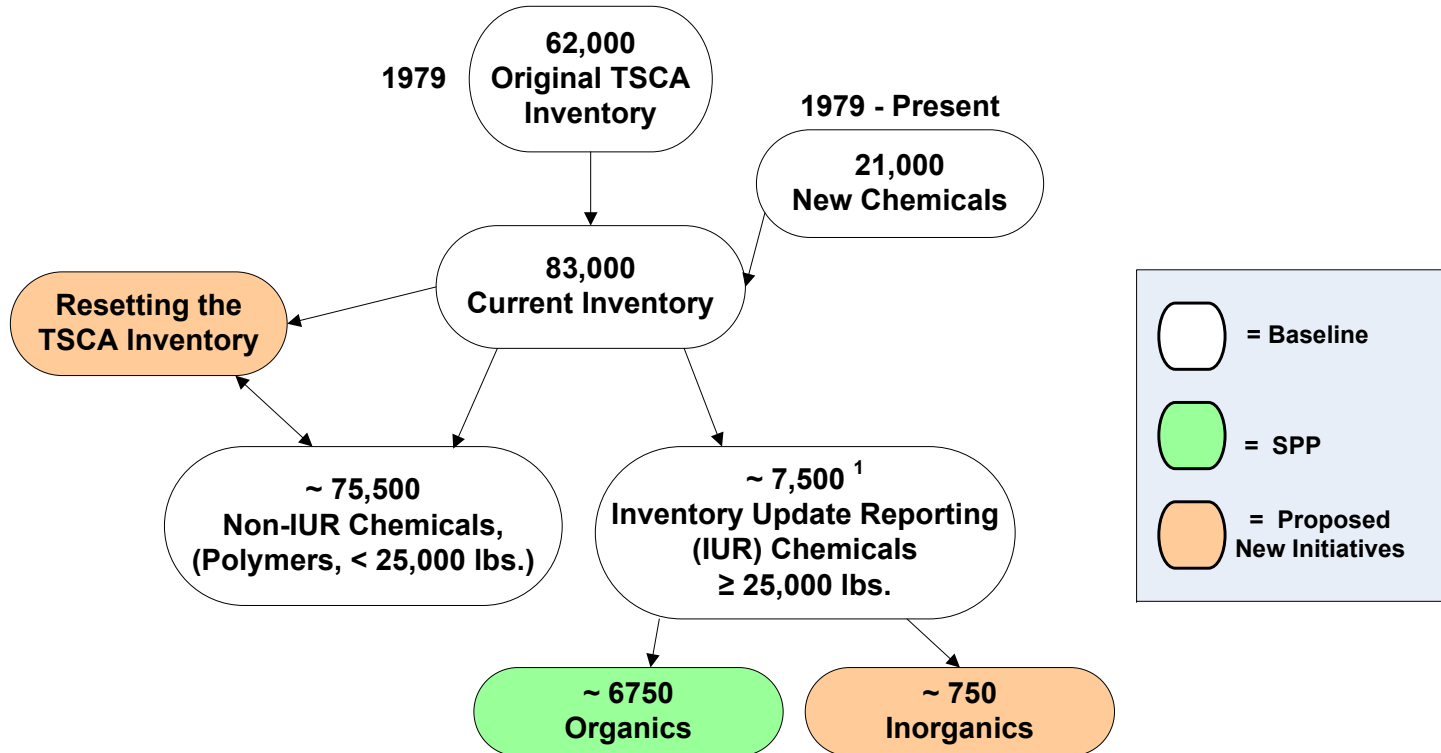 62,000
Original TSCA
Inventory
1979
1979 - Present
21,000
New Chemicals
83,000
Current Inventory
Resetting the
TSCA Inventory
~ 75,500
Non-IUR Chemicals,
(Polymers, < 25,000 lbs.)
~ 7,500 1
Inventory Update Reporting
(IUR) Chemicals
≥ 25,000 lbs.
~ 6750
Organics
~ 750
Inorganics
= Baseline
= SPP
= Proposed
New Initiatives